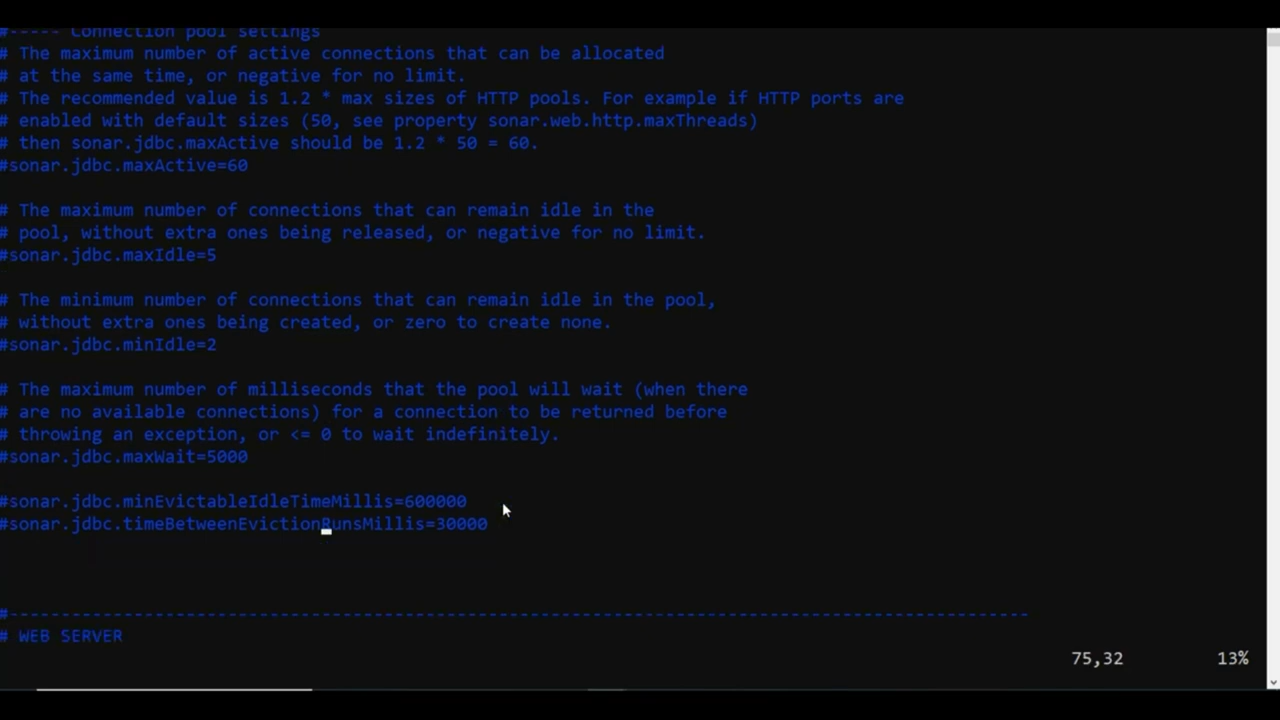 #----- Connection pool settings
# The maximum number of active connections that can be allocated
# at the same time, or negative for no limit.
# The recommended value is 1.2 * max sizes of HTTP pools. For example if HTTP ports are
# enabled with default sizes (50, see property sonar.web.http.maxThreads)
# then sonar.jdbc.maxActive should be 1.2 * 50 = 60.
#sonar.jdbc.maxActive=60
# The maximum number of connections that can remain idle in the
# pool, without extra ones being released, or negative for no limit.
#sonar.jdbc.maxIdle=5
# The minimum number of connections that can remain idle in the pool,
# without extra ones being created, or zero to create none.
#sonar.jdbc.minIdle=2
# The maximum number of milliseconds that the pool will wait (when there
# are no available connections) for a connection to be returned before
# throwing an exception, or <= 0 to wait indefinitely.
#sonar.jdbc.maxWait=5000
#sonar.jdbc.minEvictableIdleTimeMillis=600000
#sonar.jdbc.timeBetweenEvictionRunsMillis=30000
#--------------------------------------------------------------------------------------------------
# WEB SERVER
75,32 13%